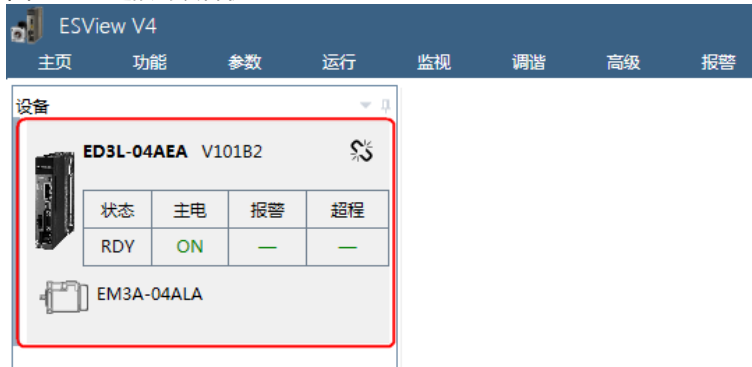 ESView V4
主页 功能 参数 运行 监视 调谐 高级 报警
设备
ED3L-04AEA V101B2
状态 主电 报警 超程
RDY ON — —
EM3A-04ALA